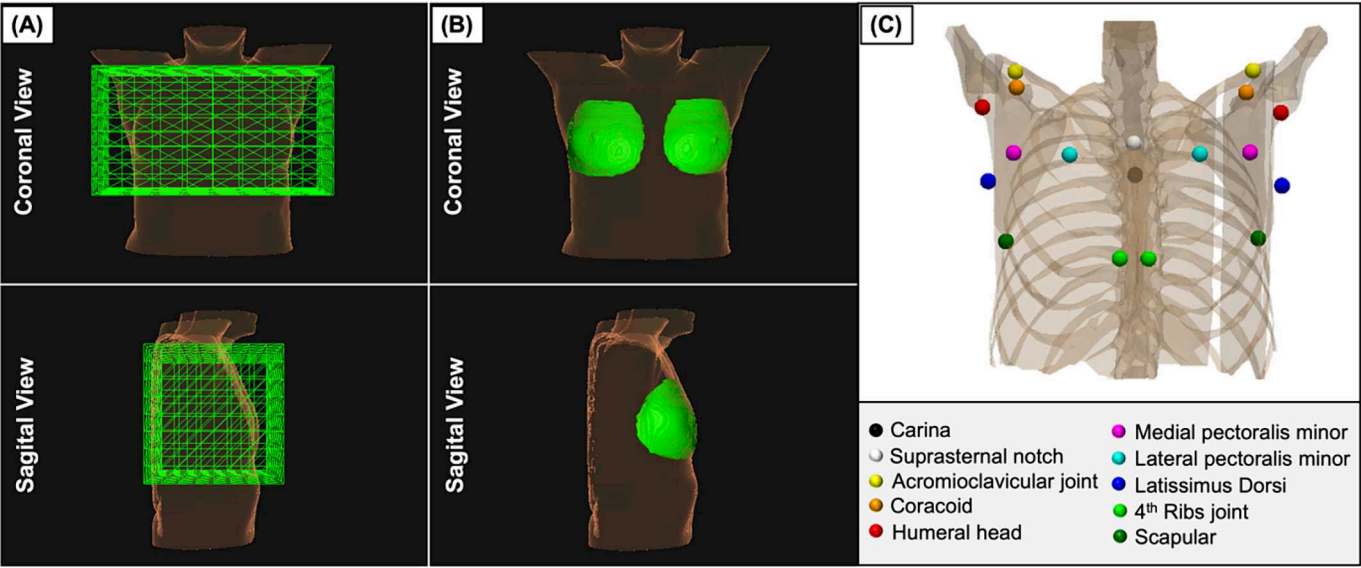 (A)
Coronal View
Sagital View
(B)
Coronal View
Sagital View
(C)
Carina
Suprasternal notch
Acromioclavicular joint
Coracoid
Humeral head
Medial pectoralis minor
Lateral pectoralis minor
Latissimus Dorsi
4th Ribs joint
Scapular